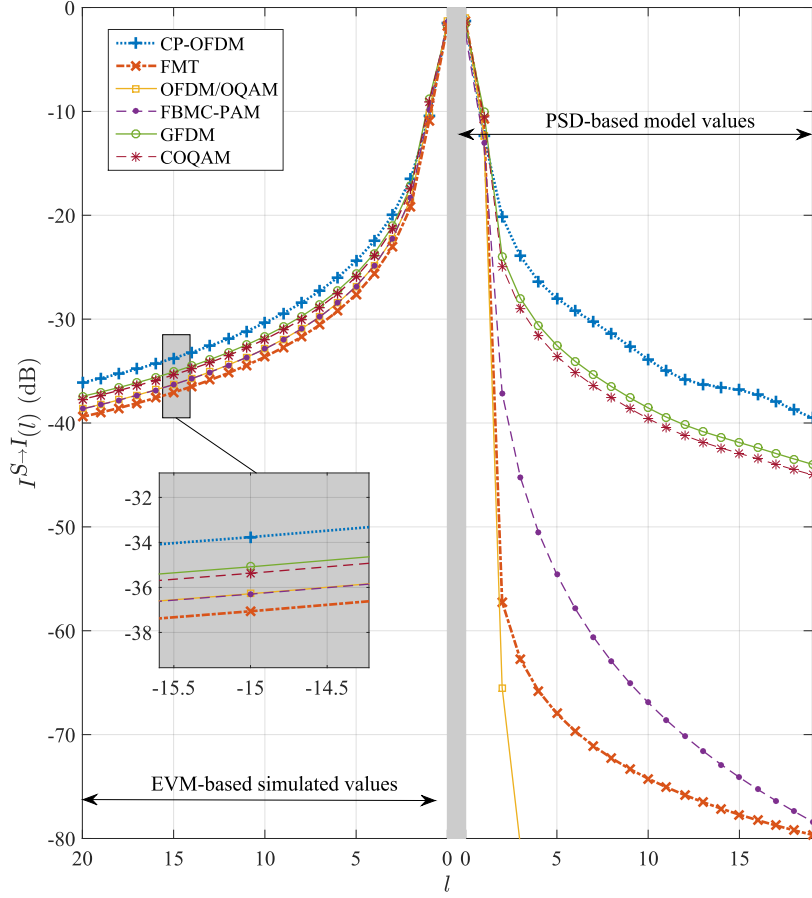 0
-10
-20
-30
-40
-50
-60
-70
-80
I^{S→I}(l) (dB)
CP-OFDM
FMT
OFDM/OQAM
FBMC-PAM
GFDM
COQAM
PSD-based model values
EVM-based simulated values
-32
-34
-36
-38
-15.5 -15 -14.5
20 15 10 5 0 0 5 10 15
l